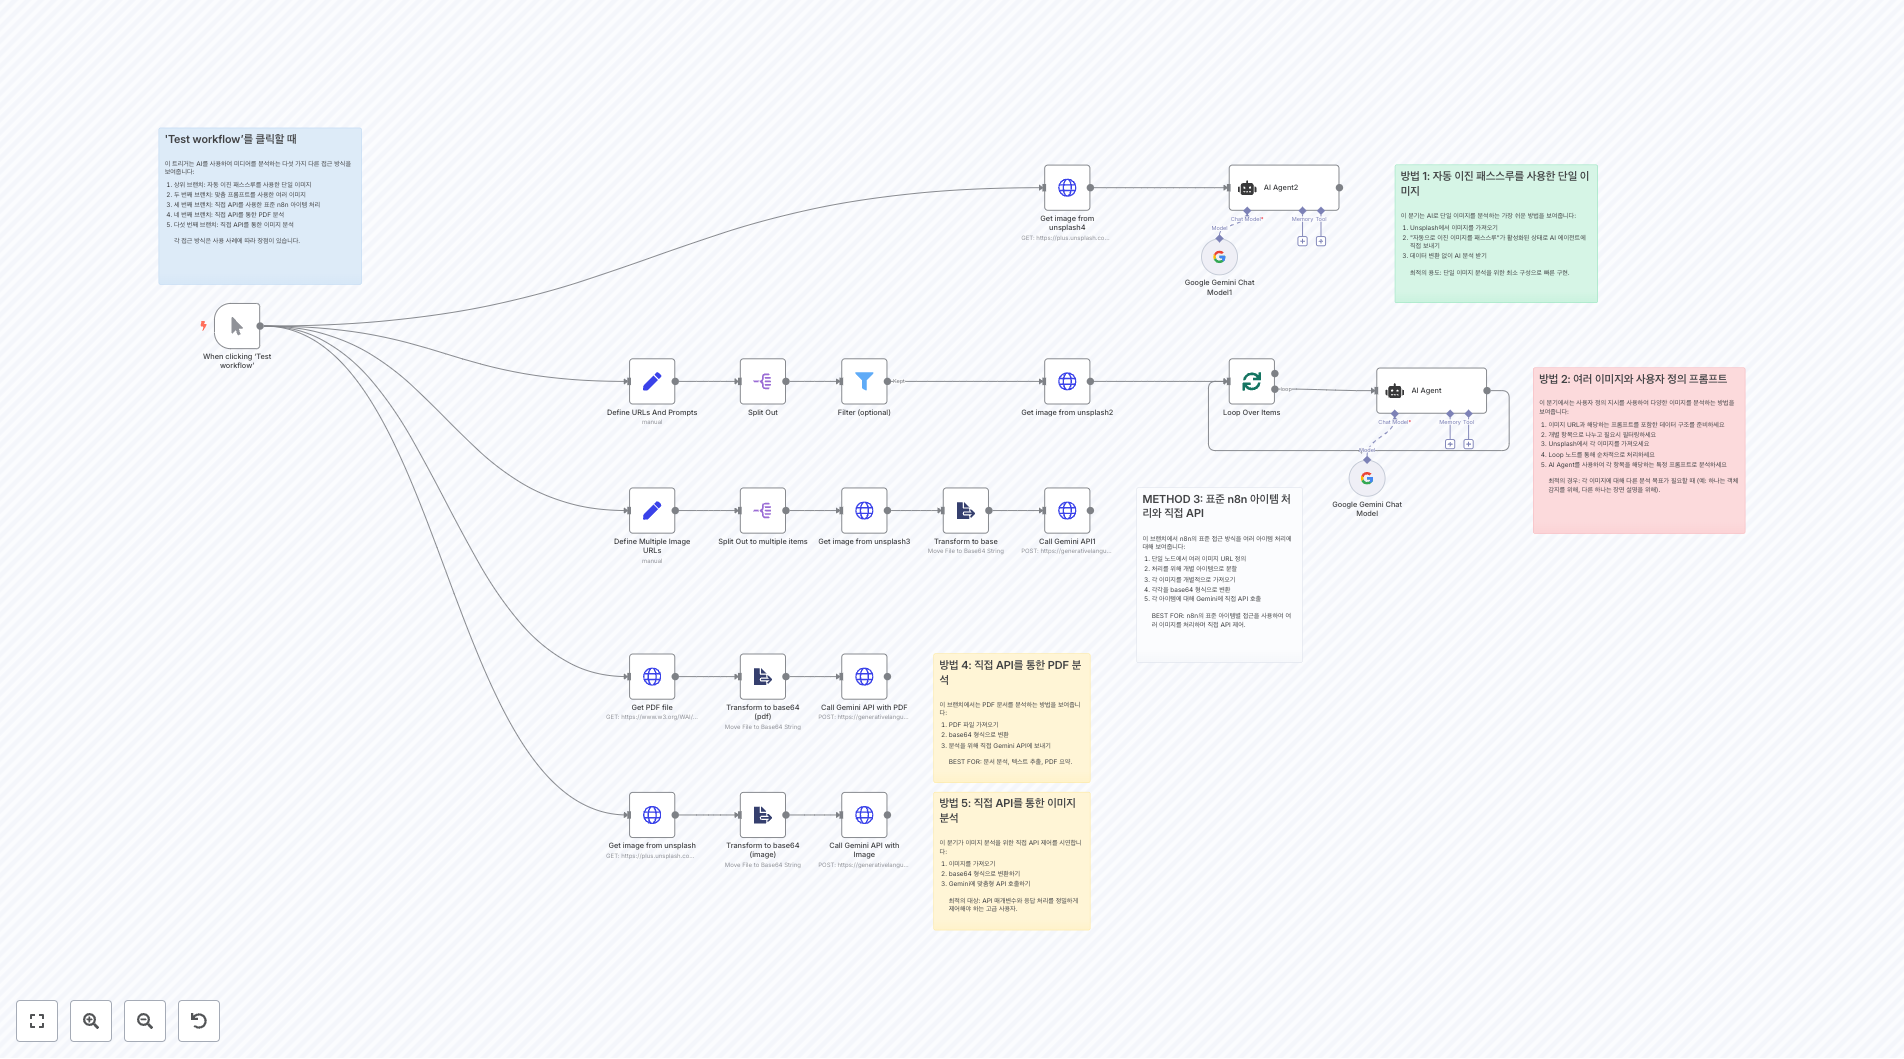 'Test workflow'를 클릭할 때
이 트리거는 AI를 사용하여 미디어를 분석하는 다섯 가지 다른 접근 방식을
보여줍니다:
1. 상위 브랜치: 자동 이진 패스스루를 사용한 단일 이미지
2. 두 번째 브랜치: 맞춤 프롬프트를 사용한 여러 이미지
3. 세 번째 브랜치: 직접 API를 사용한 표준 n8n 아이템 처리
4. 네 번째 브랜치: 직접 API를 통한 PDF 분석
5. 다섯 번째 브랜치: 직접 API를 통한 이미지 분석
각 접근 방식은 사용 사례에 따라 장점이 있습니다.
When clicking 'Test
workflow'
Get image from
unsplash4
GET: https://plus.unsplash.co...
AI Agent2
Chat Model*
Memory
Tool
Model
Google Gemini Chat
Model1
방법 1: 자동 이진 패스스루를 사용한 단일 이
미지
이 분기는 AI로 단일 이미지를 분석하는 가장 쉬운 방법을 보여줍니다:
1. Unsplash에서 이미지를 가져오기
2. "자동으로 이진 이미지를 패스스루"가 활성화된 상태로 AI 에이전트에
직접 보내기
3. 데이터 변환 없이 AI 분석 받기
최적의 용도: 단일 이미지 분석을 위한 최소 구성으로 빠른 구현.
Define URLs And Prompts
manual
Split Out
Filter (optional)
Kept
Get image from unsplash2
Loop Over Items
loop
AI Agent
Chat Model*
Memory
Tool
Model
Google Gemini Chat
Model
방법 2: 여러 이미지와 사용자 정의 프롬프트
이 분기에서는 사용자 정의 지시를 사용하여 다양한 이미지를 분석하는 방법을
보여줍니다:
1. 이미지 URL과 해당하는 프롬프트를 포함한 데이터 구조를 준비하세요
2. 개별 항목으로 나누고 필요시 필터링하세요
3. Unsplash에서 각 이미지를 가져오세요
4. Loop 노드를 통해 순차적으로 처리하세요
5. AI Agent를 사용하여 각 항목을 해당하는 특정 프롬프트로 분석하세요
최적의 경우: 각 이미지에 대해 다른 분석 목표가 필요할 때 (예: 하나는 객체
감지를 위해, 다른 하나는 장면 설명을 위해).
Define Multiple Image
URLs
manual
Split Out to multiple items
Get image from unsplash3
Transform to base
Move File to Base64 String
Call Gemini API1
POST: https://generativelangu...
METHOD 3: 표준 n8n 아이템 처
리와 직접 API
이 브랜치에서 n8n의 표준 접근 방식을 여러 아이템 처리에
대해 보여줍니다:
1. 단일 노드에서 여러 이미지 URL 정의
2. 처리를 위해 개별 아이템으로 분할
3. 각 이미지를 개별적으로 가져오기
4. 각각을 base64 형식으로 변환
5. 각 아이템에 대해 Gemini에 직접 API 호출
BEST FOR: n8n의 표준 아이템별 접근을 사용하여 여
러 이미지를 처리하며 직접 API 제어.
Get PDF file
GET: https://www.w3.org/WAI/...
Transform to base64
(pdf)
Move File to Base64 String
Call Gemini API with PDF
POST: https://generativelangu...
방법 4: 직접 API를 통한 PDF 분
석
이 브랜치에서는 PDF 문서를 분석하는 방법을 보여줍니
다:
1. PDF 파일 가져오기
2. base64 형식으로 변환
3. 분석을 위해 직접 Gemini API에 보내기
BEST FOR: 문서 분석, 텍스트 추출, PDF 요약.
Get image from unsplash
GET: https://plus.unsplash.co...
Transform to base64
(image)
Move File to Base64 String
Call Gemini API with
Image
POST: https://generativelangu...
방법 5: 직접 API를 통한 이미지
분석
이 분기가 이미지 분석을 위한 직접 API 제어를 시연합니
다:
1. 이미지를 가져오기
2. base64 형식으로 변환하기
3. Gemini에 맞춤형 API 호출하기
최적의 대상: API 매개변수와 응답 처리를 정밀하게
제어해야 하는 고급 사용자.